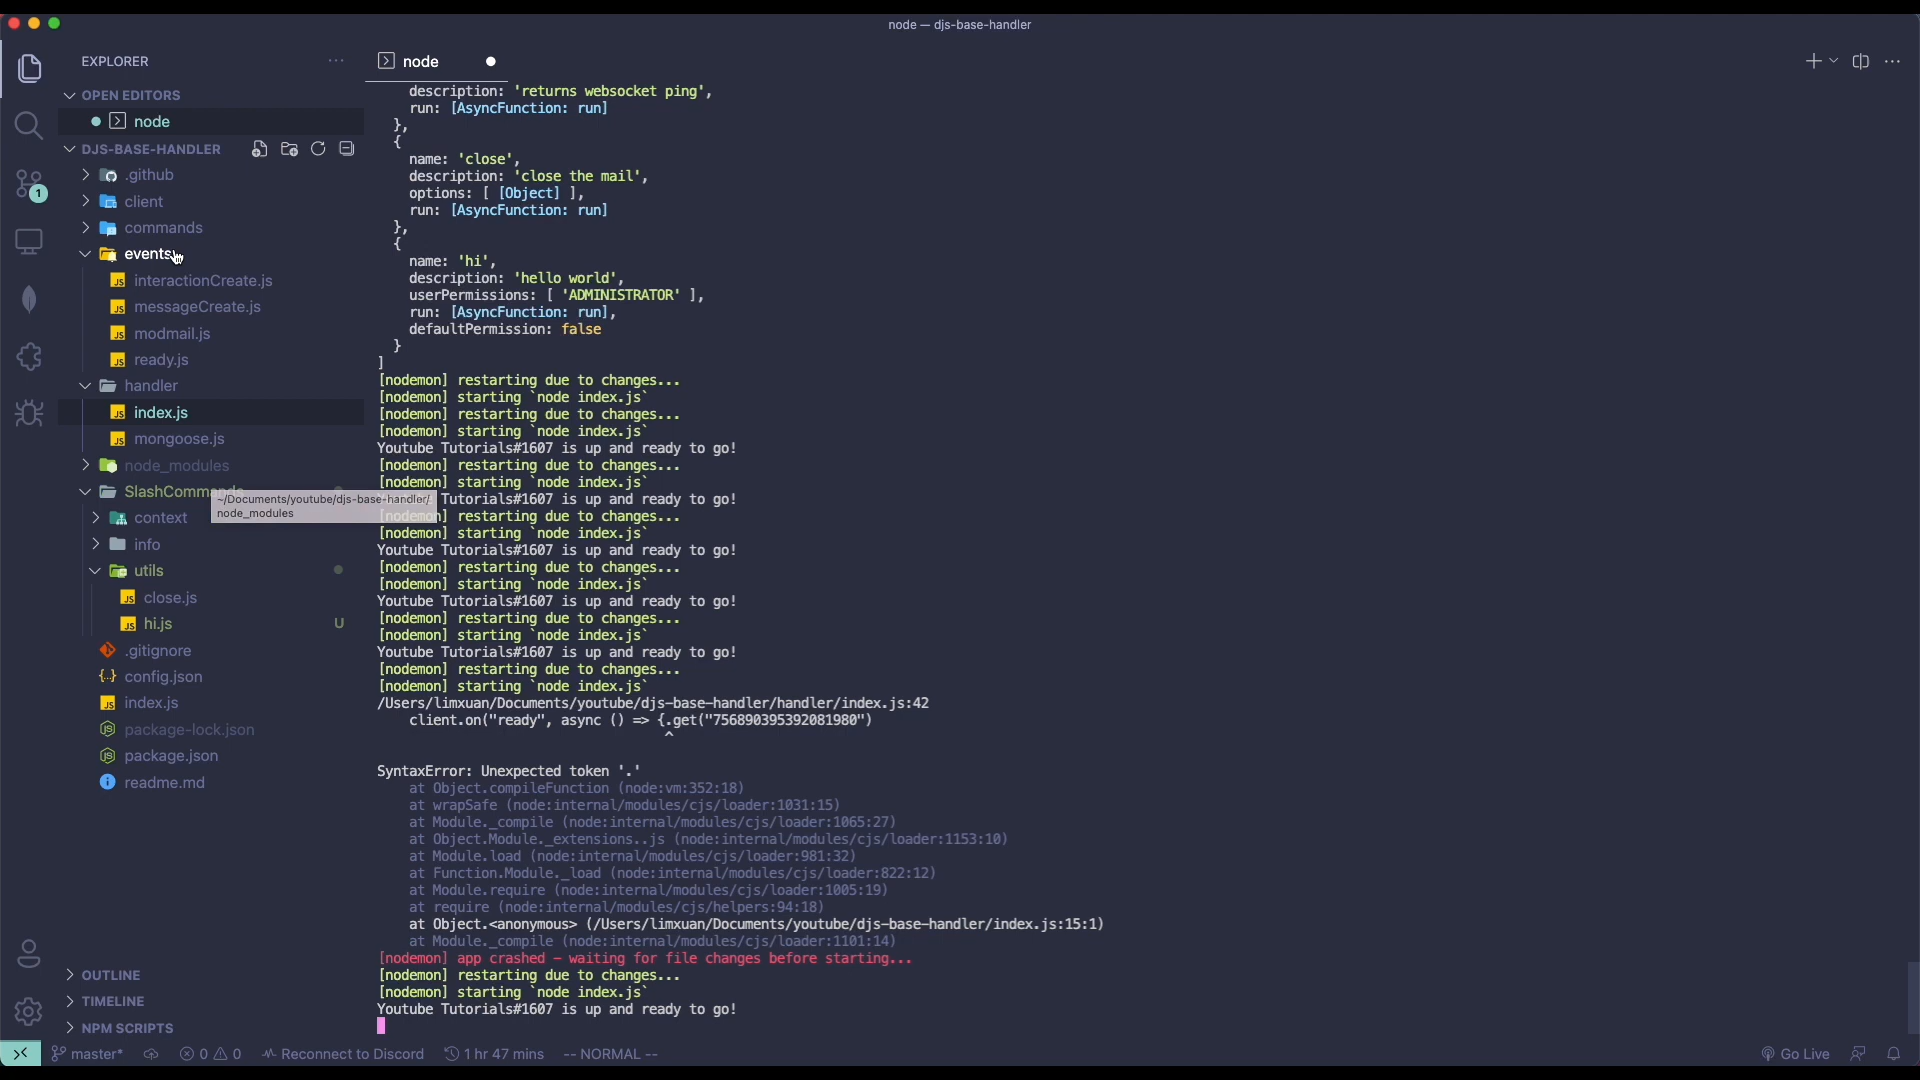 node — djs-base-handler
EXPLORER
OPEN EDITORS
node
DJS-BASE-HANDLER
.github
client
commands
events
interactionCreate.js
messageCreate.js
modmail.js
ready.js
handler
index.js
mongoose.js
node_modules
SlashCommands
~/Documents/youtube/djs-base-handler/
node_modules
context
info
utils
close.js
hi.js U
.gitignore
config.json
index.js
package-lock.json
package.json
readme.md
OUTLINE
TIMELINE
NPM SCRIPTS
1
node
description: 'returns websocket ping',
run: [AsyncFunction: run]
},
{
name: 'close',
description: 'close the mail',
options: [ [Object] ],
run: [AsyncFunction: run]
},
{
name: 'hi',
description: 'hello world',
userPermissions: [ 'ADMINISTRATOR' ],
run: [AsyncFunction: run],
defaultPermission: false
}
]
[nodemon] restarting due to changes...
[nodemon] starting `node index.js`
[nodemon] restarting due to changes...
[nodemon] starting `node index.js`
Youtube Tutorials#1607 is up and ready to go!
[nodemon] restarting due to changes...
[nodemon] starting `node index.js`
Tutorials#1607 is up and ready to go!
[nodemon] restarting due to changes...
[nodemon] starting `node index.js`
Youtube Tutorials#1607 is up and ready to go!
[nodemon] restarting due to changes...
[nodemon] starting `node index.js`
Youtube Tutorials#1607 is up and ready to go!
[nodemon] restarting due to changes...
[nodemon] starting `node index.js`
Youtube Tutorials#1607 is up and ready to go!
[nodemon] restarting due to changes...
[nodemon] starting `node index.js`
/Users/limxuan/Documents/youtube/djs-base-handler/handler/index.js:42
client.on("ready", async () => {.get("756890395392081980")
^
SyntaxError: Unexpected token '.'
at Object.compileFunction (node:vm:352:18)
at wrapSafe (node:internal/modules/cjs/loader:1031:15)
at Module._compile (node:internal/modules/cjs/loader:1065:27)
at Object.Module._extensions..js (node:internal/modules/cjs/loader:1153:10)
at Module.load (node:internal/modules/cjs/loader:981:32)
at Function.Module._load (node:internal/modules/cjs/loader:822:12)
at Module.require (node:internal/modules/cjs/loader:1005:19)
at require (node:internal/modules/cjs/helpers:94:18)
at Object.<anonymous> (/Users/limxuan/Documents/youtube/djs-base-handler/index.js:15:1)
at Module._compile (node:internal/modules/cjs/loader:1101:14)
[nodemon] app crashed - waiting for file changes before starting...
[nodemon] restarting due to changes...
[nodemon] starting `node index.js`
Youtube Tutorials#1607 is up and ready to go!
master* 0 0 Reconnect to Discord 1 hr 47 mins -- NORMAL -- Go Live